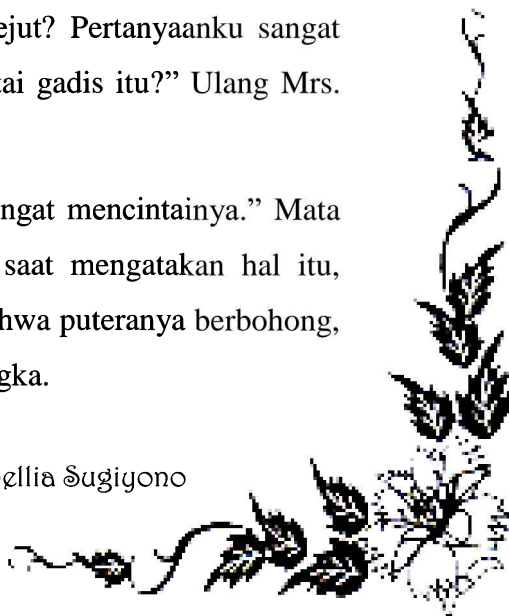 ejut? Pertanyaanku sangat
tai gadis itu?” Ulang Mrs.
ngat mencintainya.” Mata
saat mengatakan hal itu,
hwa puteranya berbohong,
gka.
ellia Sugiyono